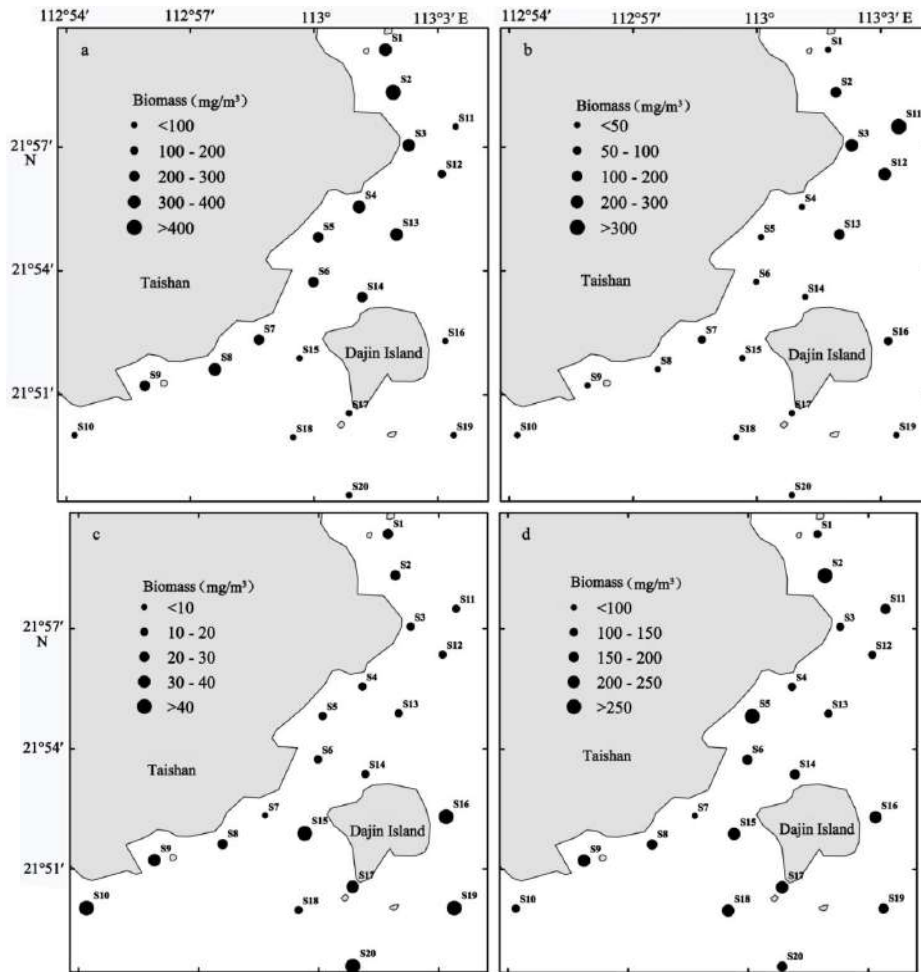 112°54′ 112°57′ 113° 113°3′ E 112°54′ 112°57′ 113° 113°3′ E
a
S1
S2
Biomass（mg/m³）
<100
100 - 200
200 - 300
300 - 400
>400
S11
S3
21°57′
N
S12
S4
S13
S5
21°54′
Taishan
S6
S14
S7
S16
S15
Dajin Island
S8
S9
21°51′
S17
S10
S18
S19
S20
b
S1
S2
Biomass（mg/m³）
<50
50 - 100
100 - 200
200 - 300
>300
S11
S3
S12
S4
S13
S5
Taishan
S6
S14
S7
S16
S15
Dajin Island
S8
S9
S17
S10
S18
S19
S20
c
S1
S2
Biomass（mg/m³）
<10
10 - 20
20 - 30
30 - 40
>40
S11
S3
21°57′
N
S12
S4
S13
S5
21°54′
Taishan
S6
S14
S7
S16
S15
Dajin Island
S8
S9
21°51′
S17
S10
S18
S19
S20
d
S1
S2
Biomass（mg/m³）
<100
100 - 150
150 - 200
200 - 250
>250
S11
S3
S12
S4
S13
S5
Taishan
S6
S14
S7
S16
S15
Dajin Island
S8
S9
S17
S10
S18
S19
S20